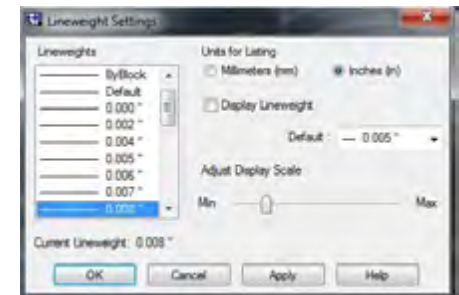 Lineweight Settings
Lineweights
ByBlock
Default
0.000 "
0.002 "
0.004 "
0.005 "
0.006 "
0.007 "
0.008 "
Units for Listing
Millimeters (mm)
Inches (in)
Display Lineweight
Default : 0.005 "
Adjust Display Scale
Min Max
Current Lineweight: 0.008 "
OK Cancel Apply Help